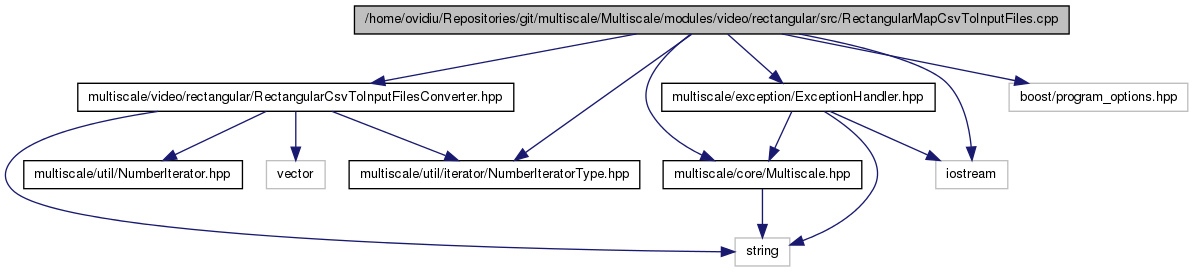 /home/ovidiu/Repositories/git/multiscale/Multiscale/modules/video/rectangular/src/RectangularMapCsvToInputFiles.cpp
multiscale/video/rectangular/RectangularCsvToInputFilesConverter.hpp
multiscale/exception/ExceptionHandler.hpp
boost/program_options.hpp
multiscale/util/NumberIterator.hpp
vector
multiscale/util/iterator/NumberIteratorType.hpp
multiscale/core/Multiscale.hpp
iostream
string